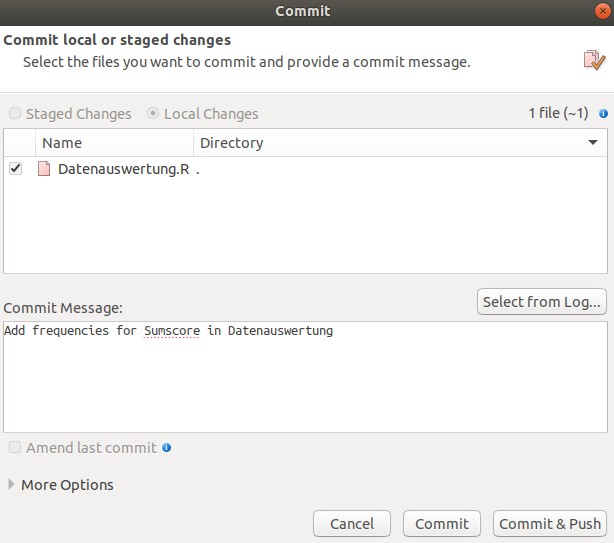 Commit
Commit local or staged changes
Select the files you want to commit and provide a commit message.
Staged Changes Local Changes 1 file (~1)
Name Directory
Datenauswertung.R .
Select from Log...
Commit Message:
Add frequencies for Sumscore in Datenauswertung
Amend last commit
More Options
Cancel Commit Commit & Push